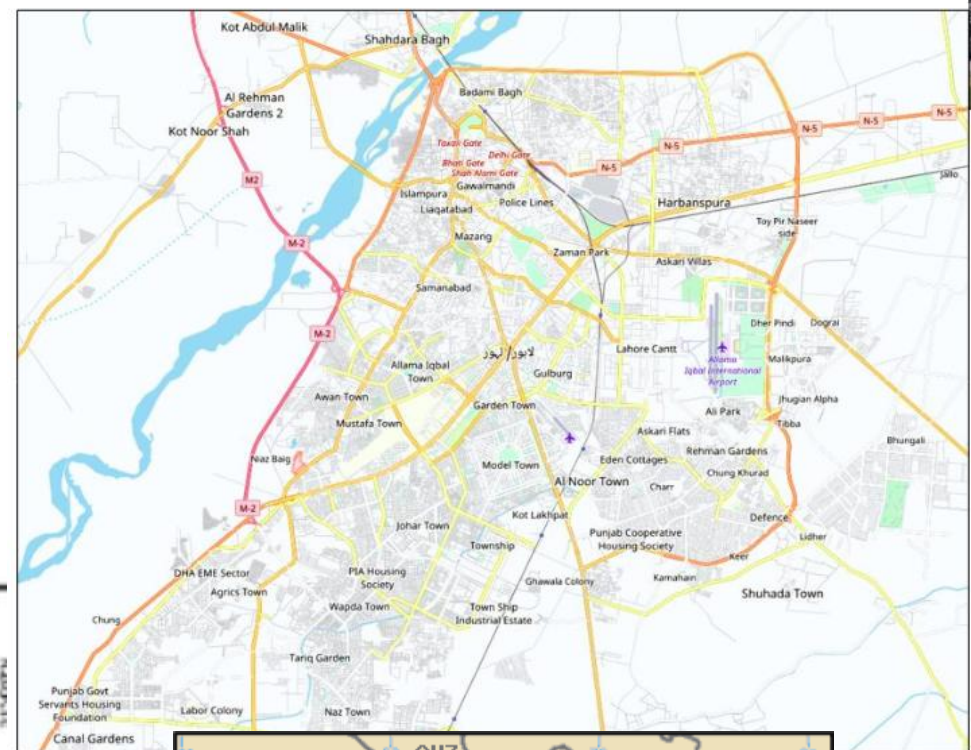 Kot Abdul Malik
Shahdara Bagh
Badami Bagh
Al Rehman
Gardens 2
Kot Noor Shah
N-5
N-5
N-5
N-5
N-5
Taxali Gate
Delhi Gate
Bhati Gate
Shah Alami Gate
Gawalmandi
Jallo
M2
Islampura
Police Lines
Liaqatabad
Harbanspura
Toy Pir Naseer
side
Mazang
M-2
Zaman Park
Askari Villas
Samanabad
M-2
Dher Pindi
Dograi
لاہور/لہور
Lahore Cantt
Allama
Iqbal International
Airport
Malikpura
Allama Iqbal
Town
Gulburg
Awan Town
Jhugian Alpha
Garden Town
Ali Park
Mustafa Town
Tibba
Askari Flats
Bhungali
Rehman Gardens
Niaz Baig
Model Town
Eden Cottages
Chung Khurad
Al Noor Town
Charr
M-2
Kot Lakhpat
Defence
Johar Town
Punjab Cooperative
Housing Society
Lidher
Township
Keer
DHA EME Sector
PIA Housing
Society
Ghawala Colony
Kamahain
Agrics Town
Shuhada Town
Wapda Town
Town Ship
Industrial Estate
Chung
Tariq Garden
Punjab Govt
Servants Housing
Foundation
Labor Colony
Naz Town
Canal Gardens